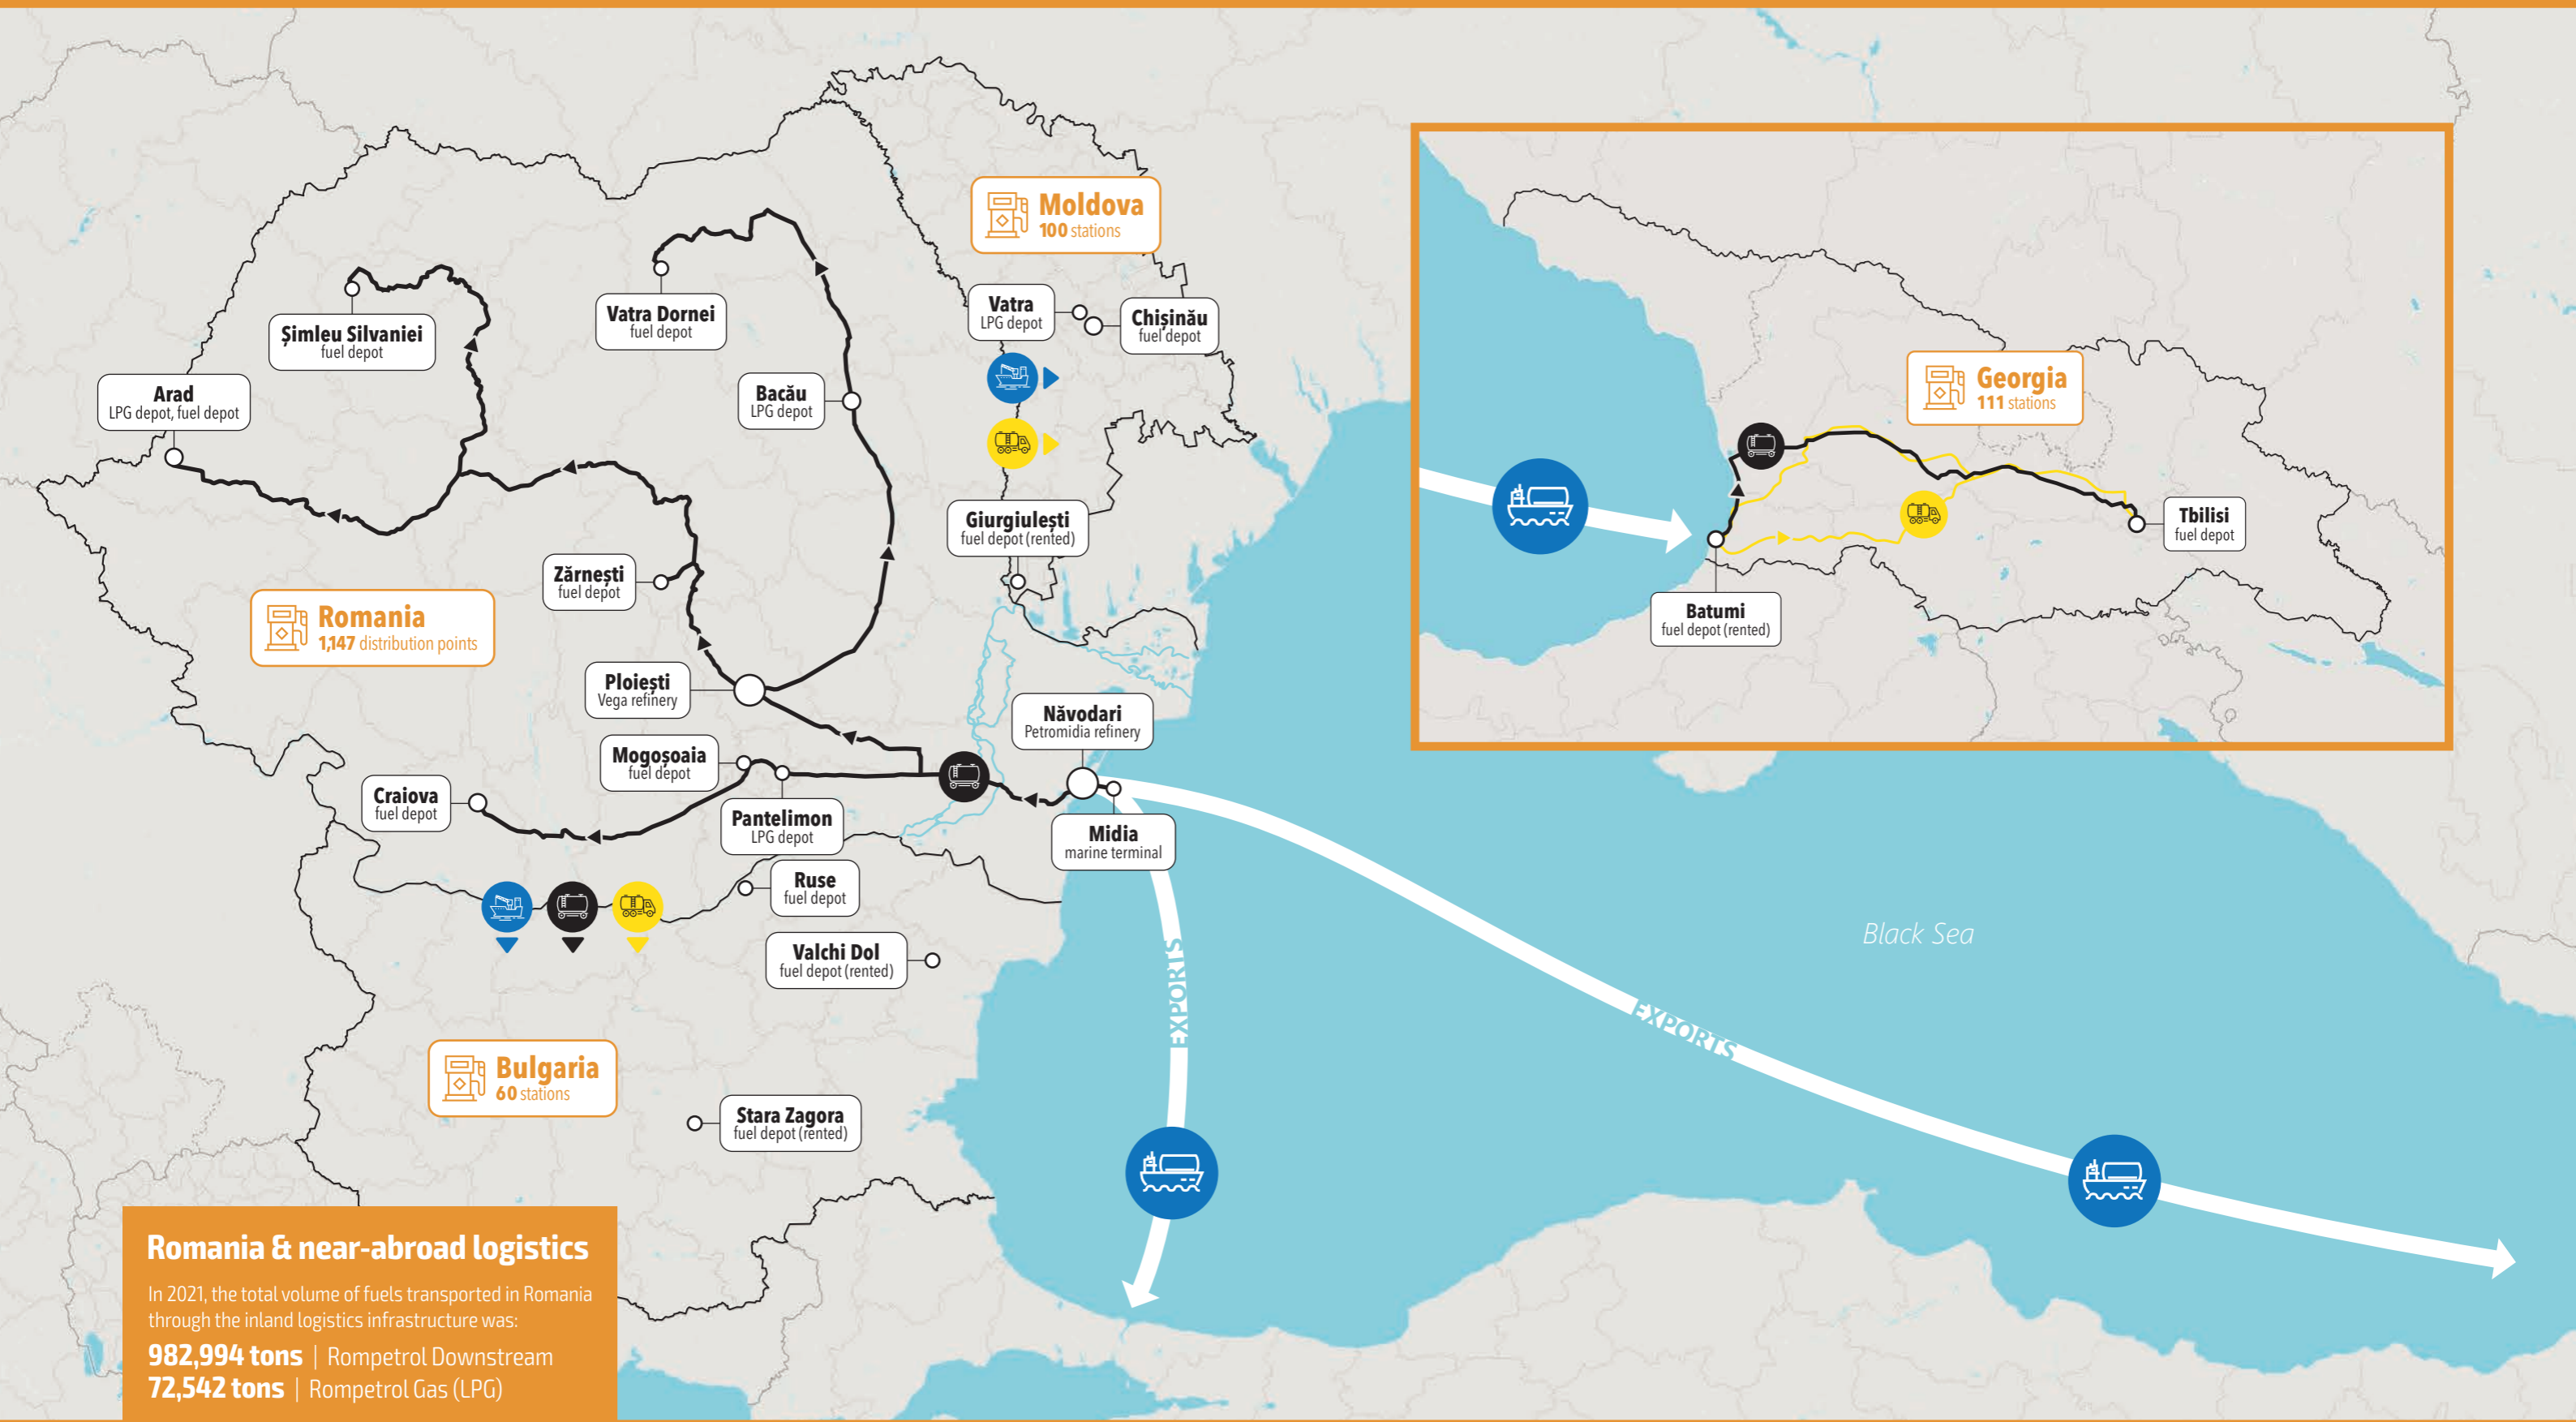 Moldova
100 stations
Vatra
LPG depot
Chișinău
fuel depot
Vatra Dornei
fuel depot
Șimleu Silvaniei
fuel depot
Arad
LPG depot, fuel depot
Bacău
LPG depot
Giurgiulești
fuel depot (rented)
Zărnești
fuel depot
Romania
1,147 distribution points
Ploiești
Vega refinery
Năvodari
Petromidia refinery
Mogoșoaia
fuel depot
Craiova
fuel depot
Pantelimon
LPG depot
Midia
marine terminal
Ruse
fuel depot
Valchi Dol
fuel depot (rented)
Bulgaria
60 stations
Stara Zagora
fuel depot (rented)
EXPORTS
EXPORTS
Black Sea
Georgia
111 stations
Tbilisi
fuel depot
Batumi
fuel depot (rented)
Romania & near-abroad logistics
In 2021, the total volume of fuels transported in Romania
through the inland logistics infrastructure was:
982,994 tons | Rompetrol Downstream
72,542 tons | Rompetrol Gas (LPG)